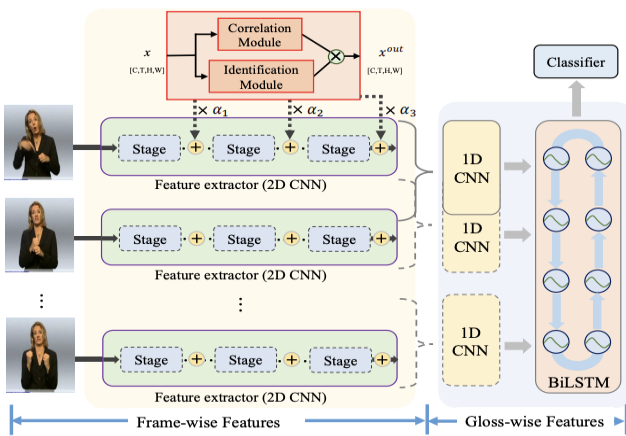 x
[C,T,H,W]
Correlation
Module
Identification
Module
x^out
[C,T,H,W]
× α1
× α2
× α3
Stage
Stage
Stage
Feature extractor (2D CNN)
Stage
Stage
Stage
Feature extractor (2D CNN)
Stage
Stage
Stage
Feature extractor (2D CNN)
1D
CNN
1D
CNN
1D
CNN
Classifier
BiLSTM
Frame-wise Features
Gloss-wise Features